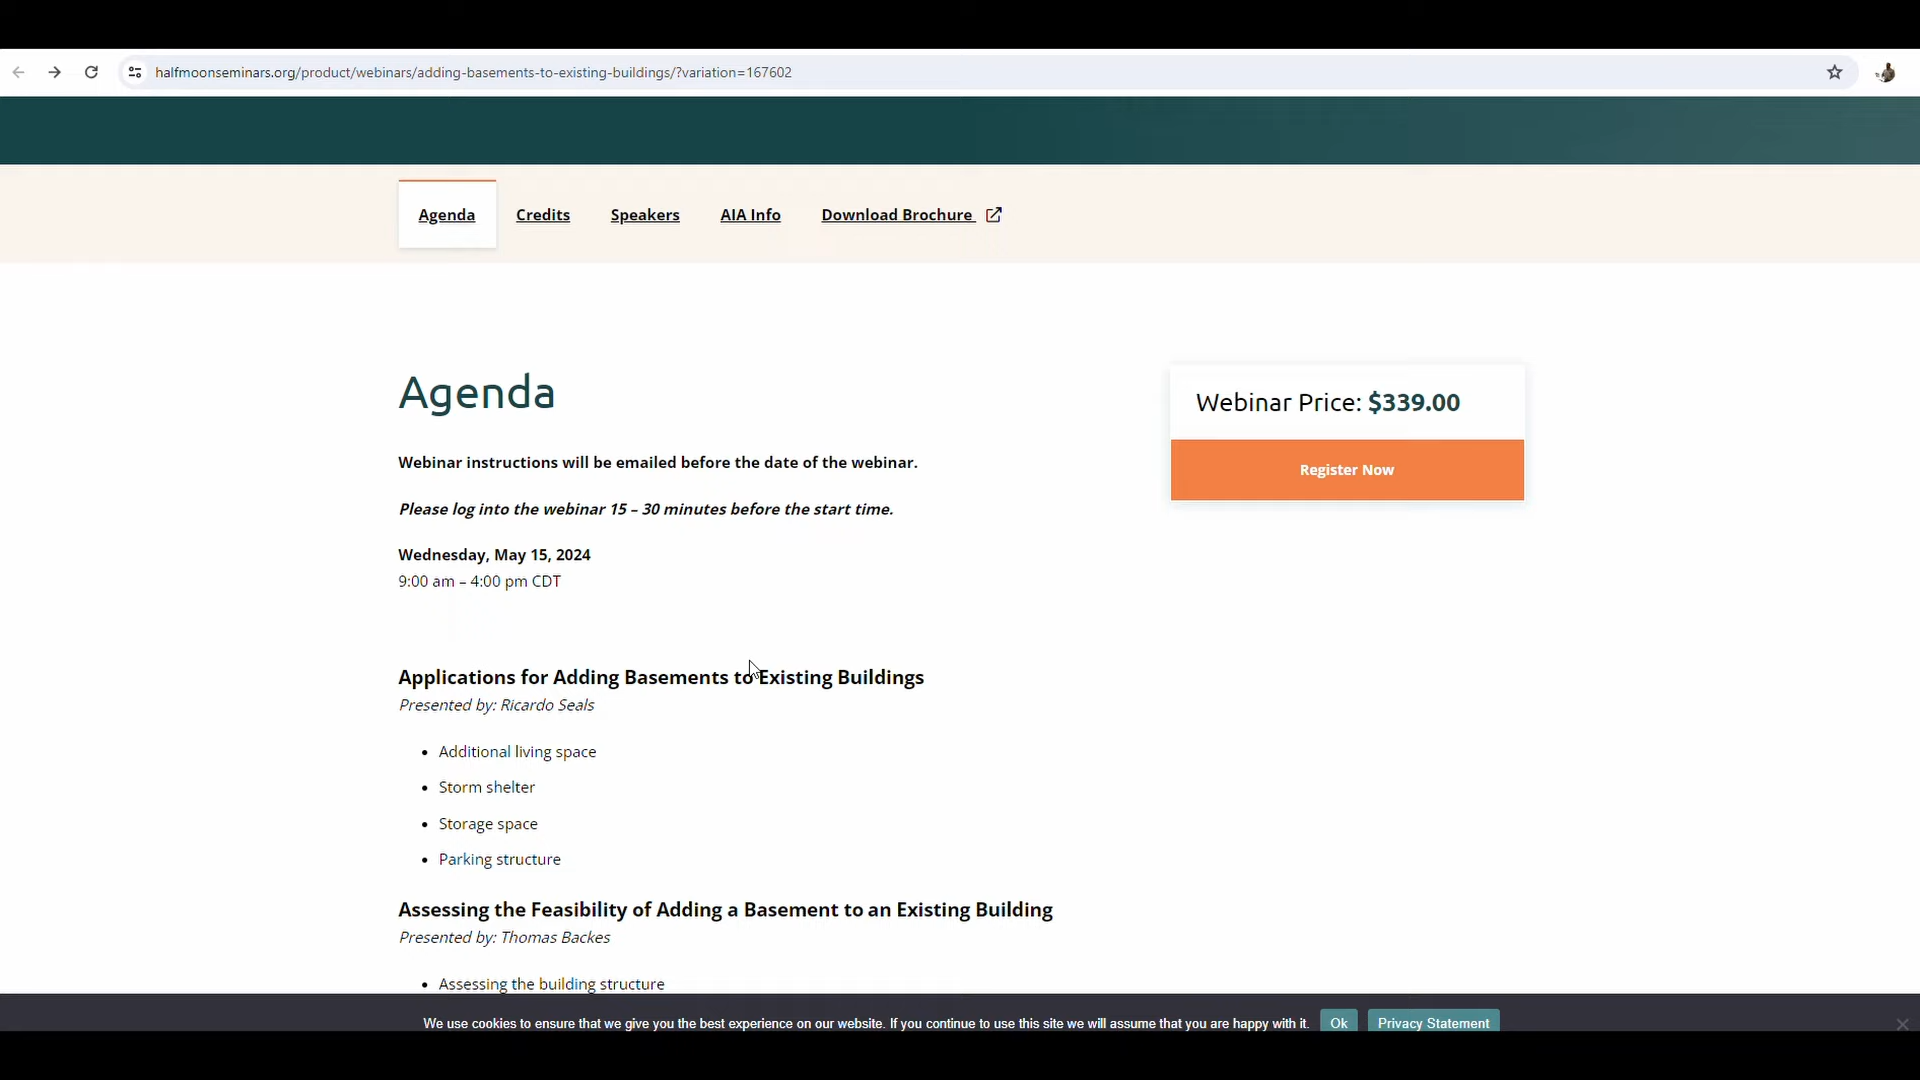 halfmoonseminars.org/product/webinars/adding-basements-to-existing-buildings/?variation=167602
Agenda
Credits
Speakers
AIA Info
Download Brochure
Agenda
Webinar Price: $339.00
Register Now
Webinar instructions will be emailed before the date of the webinar.
Please log into the webinar 15 – 30 minutes before the start time.
Wednesday, May 15, 2024
9:00 am – 4:00 pm CDT
Applications for Adding Basements to Existing Buildings
Presented by: Ricardo Seals
• Additional living space
• Storm shelter
• Storage space
• Parking structure
Assessing the Feasibility of Adding a Basement to an Existing Building
Presented by: Thomas Backes
• Assessing the building structure
We use cookies to ensure that we give you the best experience on our website. If you continue to use this site we will assume that you are happy with it.
Ok
Privacy Statement